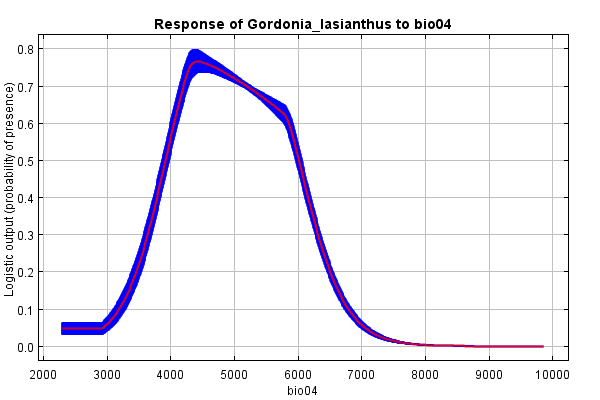 Response of Gordonia_lasianthus to bio04
Logistic output (probability of presence)
0.8
0.7
0.6
0.5
0.4
0.3
0.2
0.1
0.0
2000 3000 4000 5000 6000 7000 8000 9000 10000
bio04